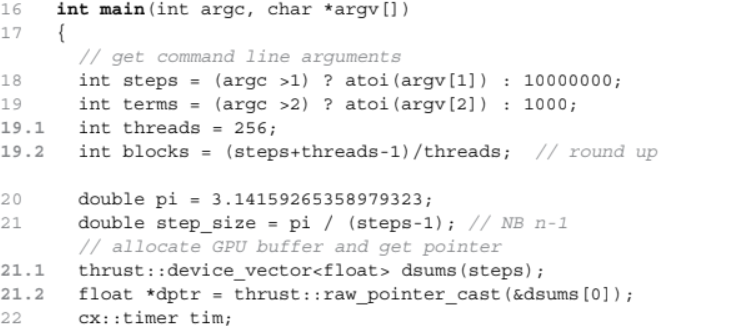 16 int main(int argc, char *argv[])
17 {
// get command line arguments
18 int steps = (argc >1) ? atoi(argv[1]) : 10000000;
19 int terms = (argc >2) ? atoi(argv[2]) : 1000;
19.1 int threads = 256;
19.2 int blocks = (steps+threads-1)/threads; // round up
20 double pi = 3.14159265358979323;
21 double step_size = pi / (steps-1); // NB n-1
// allocate GPU buffer and get pointer
21.1 thrust::device_vector<float> dsums(steps);
21.2 float *dptr = thrust::raw_pointer_cast(&dsums[0]);
22 cx::timer tim;